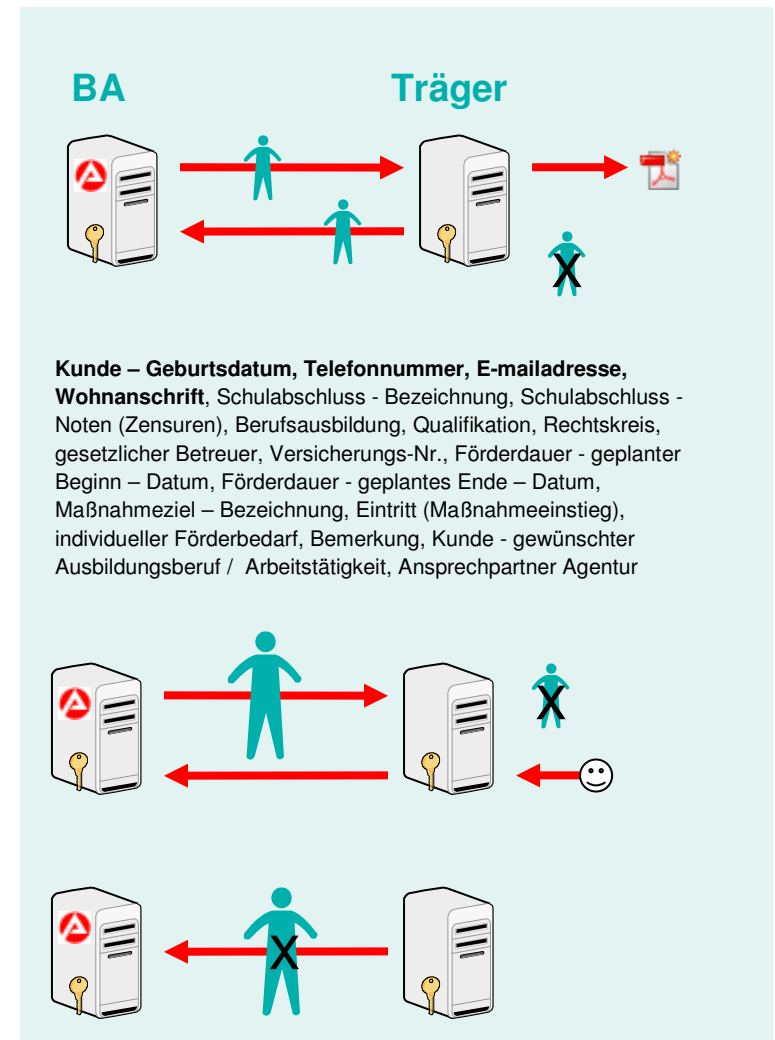 BA Träger
X
Kunde – Geburtsdatum, Telefonnummer, E-mailadresse,
Wohnanschrift, Schulabschluss - Bezeichnung, Schulabschluss -
Noten (Zensuren), Berufsausbildung, Qualifikation, Rechtskreis,
gesetzlicher Betreuer, Versicherungs-Nr., Förderdauer - geplanter
Beginn – Datum, Förderdauer - geplantes Ende – Datum,
Maßnahmeziel – Bezeichnung, Eintritt (Maßnahmeeinstieg),
individueller Förderbedarf, Bemerkung, Kunde - gewünschter
Ausbildungsberuf / Arbeitstätigkeit, Ansprechpartner Agentur
X
X